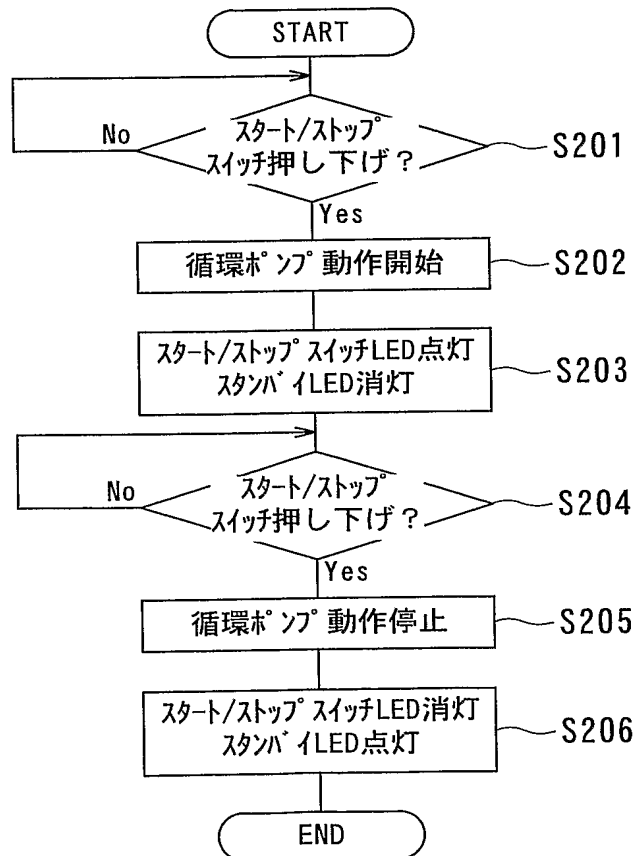 START
スタート/ストップ
スイッチ押し下げ？
No
S201
Yes
循環ポンプ動作開始
S202
スタート/ストップスイッチLED点灯
スタンバイLED消灯
S203
スタート/ストップ
スイッチ押し下げ？
No
S204
Yes
循環ポンプ動作停止
S205
スタート/ストップスイッチLED消灯
スタンバイLED点灯
S206
END